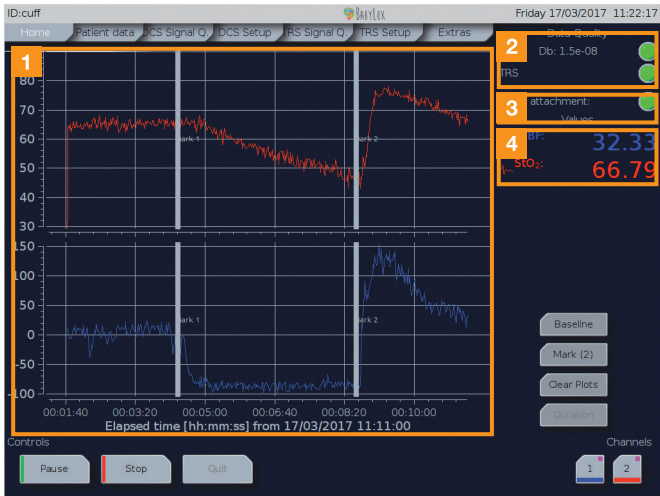 ID:cuff
BABYLUX
Friday 17/03/2017 11:22:17
Home
Patient data
DCS Signal Q.
DCS Setup
RS Signal Q.
TRS Setup
Extras
1
2
Data Quality
Db: 1.5e-08
TRS
3
attachment:
Values
4
BF: 32.33
StO₂: 66.79
80
70
60
50
40
30
ark 1
ark 2
150
100
50
0
-50
-100
ark 1
ark 2
00:01:40 00:03:20 00:05:00 00:06:40 00:08:20 00:10:00
Elapsed time [hh:mm:ss] from 17/03/2017 11:11:00
Baseline
Mark (2)
Clear Plots
Duration
Controls
Pause
Stop
Quit
Channels
1
2